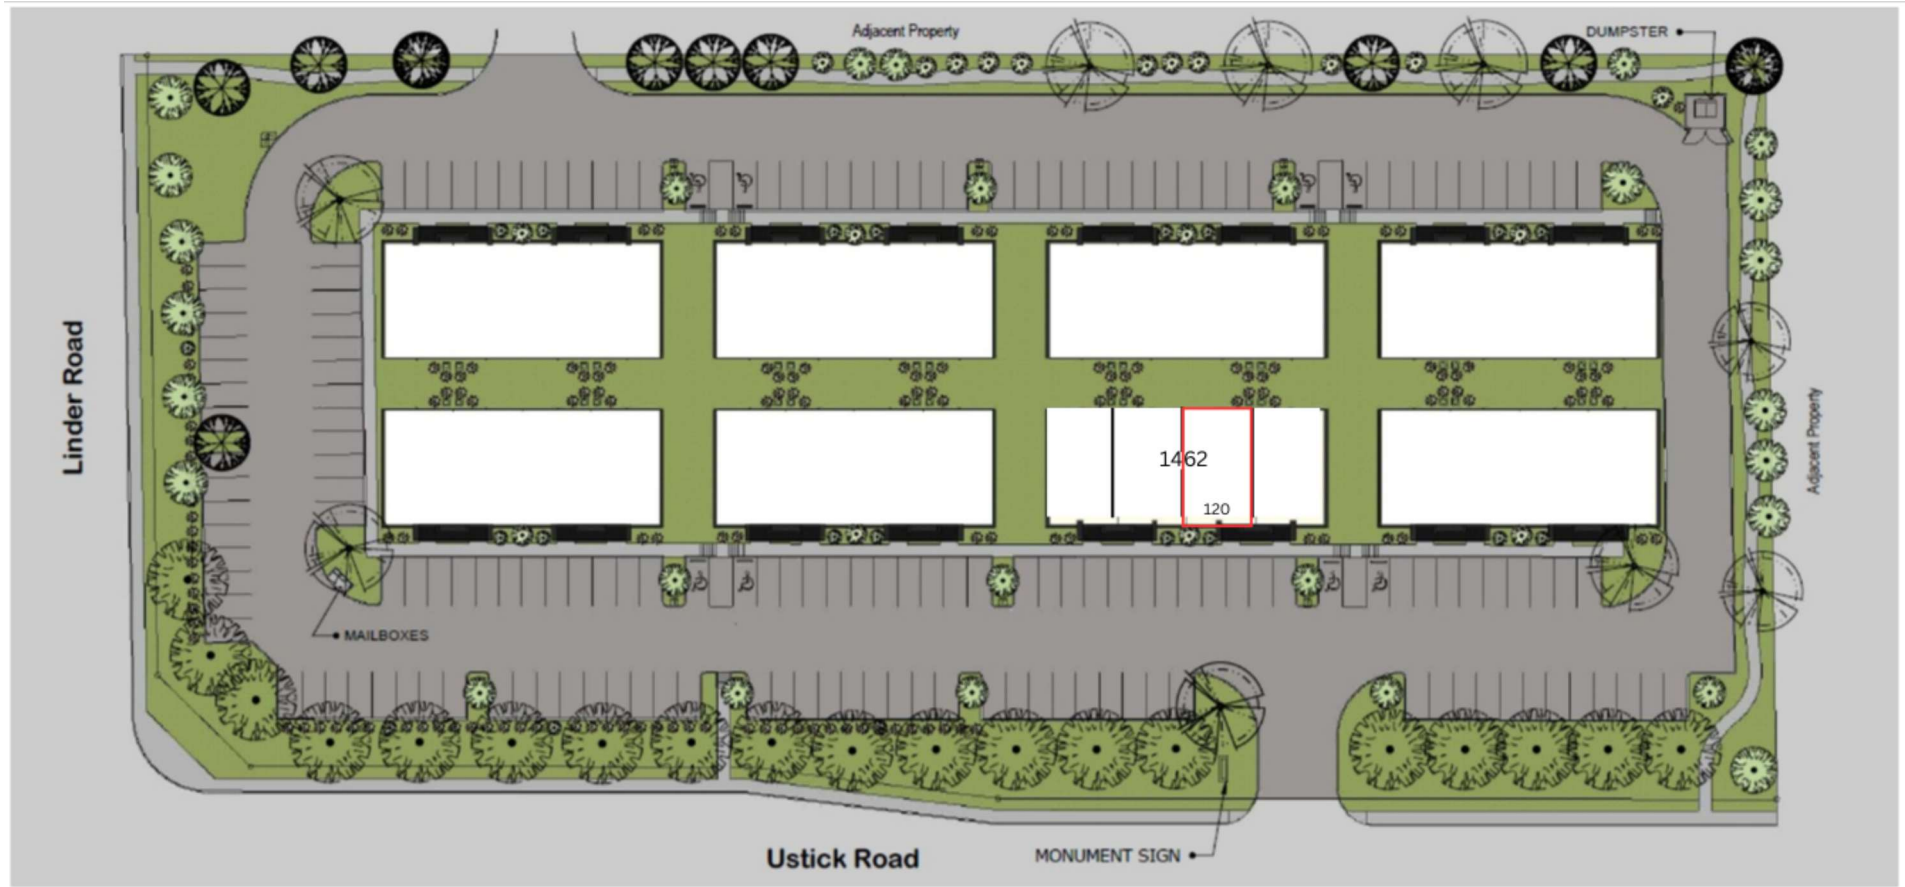 Adjacent Property
DUMPSTER
Linder Road
Adjacent Property
1462
120
MAILBOXES
Ustick Road
MONUMENT SIGN